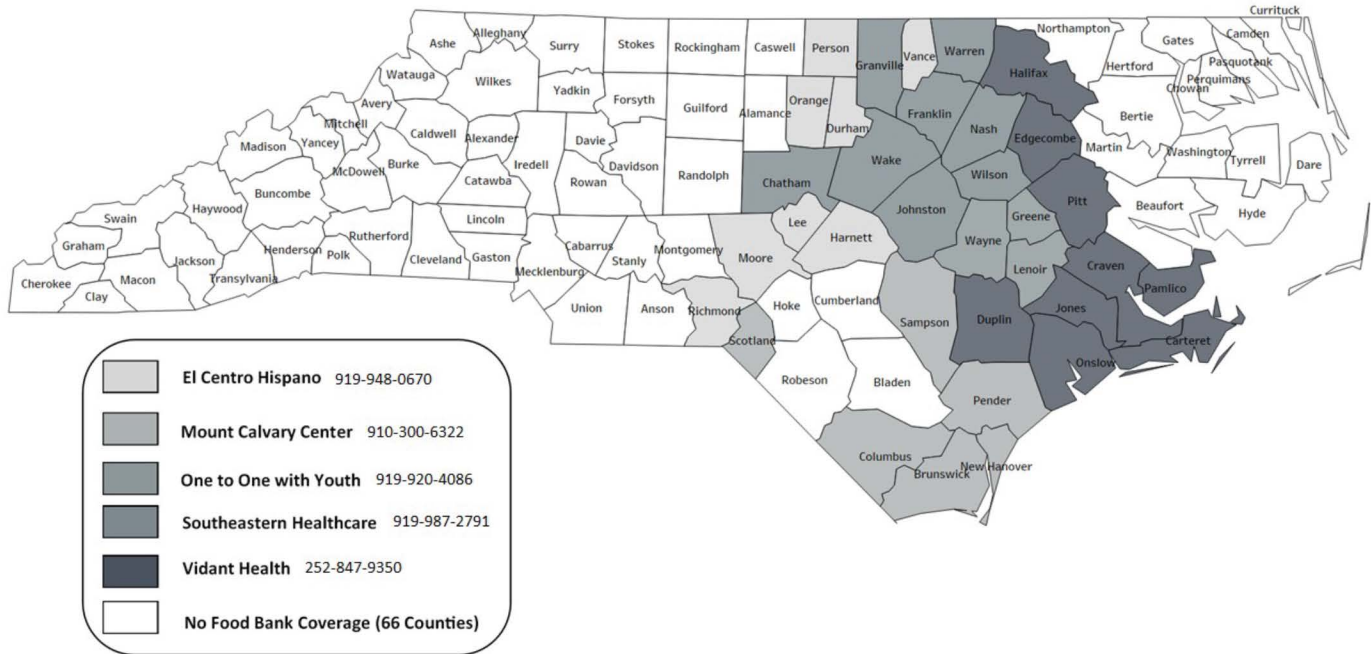 Currituck
Alleghany
Northampton
Camden
Ashe
Surry
Stokes
Rockingham
Caswell
Person
Vance
Warren
Gates
Granville
Pasquotank
Watauga
Wilkes
Halifax
Hertford
Perquimans
Chowan
Yadkin
Forsyth
Guilford
Orange
Avery
Alamance
Franklin
Bertie
Mitchell
Durham
Nash
Caldwell
Alexander
Davie
Edgecombe
Madison
Yancey
Iredell
Martin
Washington
Tyrrell
Dare
McDowell
Burke
Davidson
Wake
Randolph
Catawba
Wilson
Chatham
Buncombe
Rowan
Pitt
Haywood
Beaufort
Swain
Lincoln
Lee
Johnston
Greene
Hyde
Rutherford
Harnett
Wayne
Graham
Henderson
Cabarrus
Montgomery
Polk
Cleveland
Gaston
Moore
Jackson
Stanly
Craven
Lenoir
Mecklenburg
Cherokee
Macon
Transylvania
Pamlico
Clay
Hoke
Cumberland
Union
Anson
Richmond
Jones
Sampson
Duplin
Scotland
Carteret
Onslow
Robeson
Bladen
Pender
Columbus
New Hanover
Brunswick
El Centro Hispano 919-948-0670
Mount Calvary Center 910-300-6322
One to One with Youth 919-920-4086
Southeastern Healthcare 919-987-2791
Vidant Health 252-847-9350
No Food Bank Coverage (66 Counties)